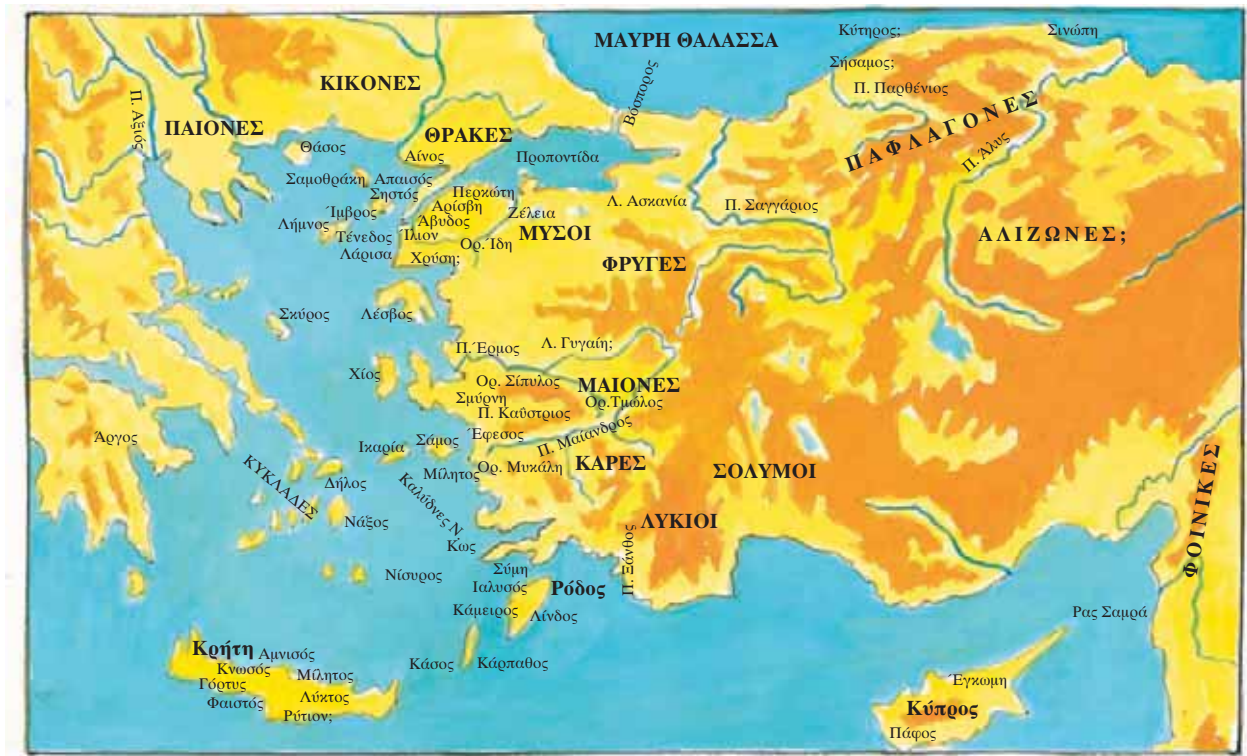 ΜΑΥΡΗ ΘΑΛΑΣΣΑ
Κύτηρος;
Σινώπη
Σήσαμος;
Π. Παρθένιος
ΚΙΚΟΝΕΣ
Βόσπορος
Π. Αξιός
ΠΑΙΟΝΕΣ
ΘΡΑΚΕΣ
ΠΑΦΛΑΓΟΝΕΣ
Π. Άλυς
Θάσος
Αίνος
Προποντίδα
Σαμοθράκη
Απαισός
Σηστός
Περκώτη
Αρίσβη
Ζέλεια
Λ. Ασκανία
Π. Σαγγάριος
Ίμβρος
Άβυδος
Λήμνος
Τένεδος
Ίλιον
ΜΥΣΟΙ
ΑΛΙΖΩΝΕΣ;
Λάρισα
Χρύση;
Ορ. Ίδη
ΦΡΥΓΕΣ
Σκύρος
Λέσβος
Π. Έρμος
Λ. Γυγαίη;
Χίος
Ορ. Σίπυλος
ΜΑΙΟΝΕΣ
Σμύρνη
Ορ.Τμώλος
Π. Καΰστριος
Άργος
Ικαρία
Σάμος
Έφεσος
Π. Μαίανδρος
ΚΥΚΛΑΔΕΣ
Δήλος
Μίλητος
Ορ. Μυκάλη
ΚΑΡΕΣ
ΣΟΛΥΜΟΙ
Καλύδνες Ν.
Νάξος
ΛΥΚΙΟΙ
ΦΟΙΝΙΚΕΣ
Κως
Π. Ξάνθος
Νίσυρος
Σύμη
Ιαλυσός
Ρόδος
Κάμειρος
Λίνδος
Ρας Σαμρά
Κρήτη
Αμνισός
Κνωσός
Μίλητος
Κάσος
Κάρπαθος
Γόρτυς
Έγκωμη
Φαιστός
Λύκτος
Κύπρος
Ρύτιον;
Πάφος